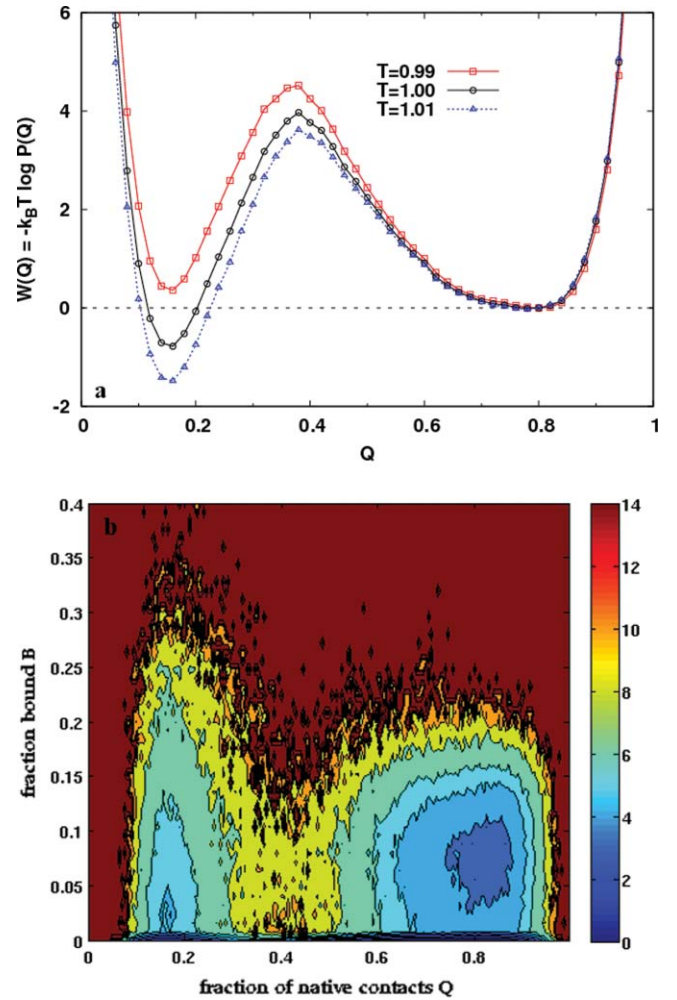 6
4
2
0
-2
W(Q) = -kBT log P(Q)
T=0.99
T=1.00
T=1.01
a
0 0.2 0.4 0.6 0.8 1
Q
b
0.4
0.35
0.3
0.25
0.2
0.15
0.1
0.05
0
fraction bound B
0 0.2 0.4 0.6 0.8
fraction of native contacts Q
14
12
10
8
6
4
2
0